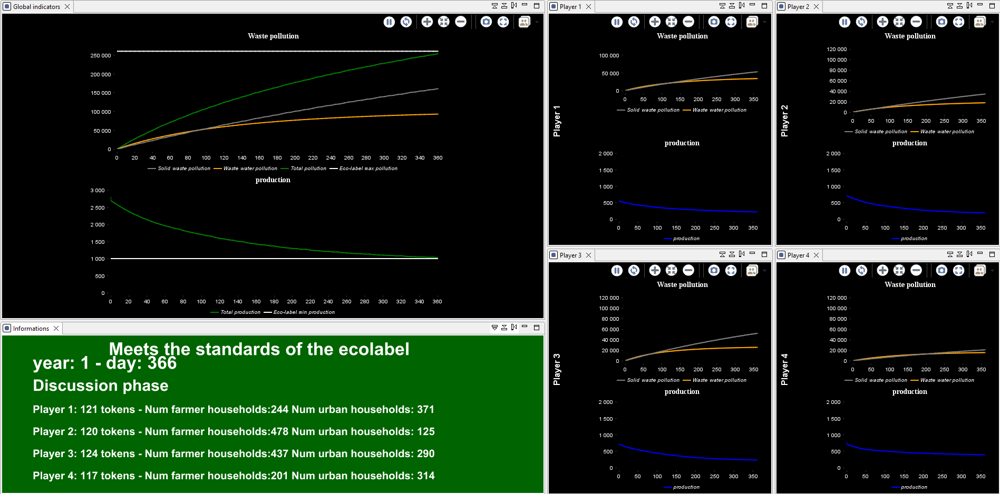 Global indicators
Waste pollution
250 000
200 000
150 000
100 000
50 000
0
0 20 40 60 80 100 120 140 160 180 200 220 240 260 280 300 320 340 360
Solid waste pollution Waste water pollution Total pollution Eco-label max pollution
production
3 000
2 500
2 000
1 500
1 000
500
0
0 20 40 60 80 100 120 140 160 180 200 220 240 260 280 300 320 340 360
Total production Eco-label min production
Informations
Meets the standards of the ecolabel
year: 1 - day: 366
Discussion phase
Player 1: 121 tokens - Num farmer households:244 Num urban households: 371
Player 2: 120 tokens - Num farmer households:478 Num urban households: 125
Player 3: 124 tokens - Num farmer households:437 Num urban households: 290
Player 4: 117 tokens - Num farmer households:201 Num urban households: 314
Player 1
Player 1
Waste pollution
100 000
50 000
0
0 50 100 150 200 250 300 350
Solid waste pollution Waste water pollution
production
2 000
1 500
1 000
500
0
0 50 100 150 200 250 300 350
production
Player 2
Player 2
Waste pollution
120 000
100 000
80 000
60 000
40 000
20 000
0
0 50 100 150 200 250 300 350
Solid waste pollution Waste water pollution
production
2 000
1 500
1 000
500
0
0 50 100 150 200 250 300 350
production
Player 3
Player 3
Waste pollution
120 000
100 000
80 000
60 000
40 000
20 000
0
0 50 100 150 200 250 300 350
Solid waste pollution Waste water pollution
production
2 000
1 500
1 000
500
0
0 50 100 150 200 250 300 350
production
Player 4
Player 4
Waste pollution
120 000
100 000
80 000
60 000
40 000
20 000
0
0 50 100 150 200 250 300 350
Solid waste pollution Waste water pollution
production
2 000
1 500
1 000
500
0
0 50 100 150 200 250 300 350
production